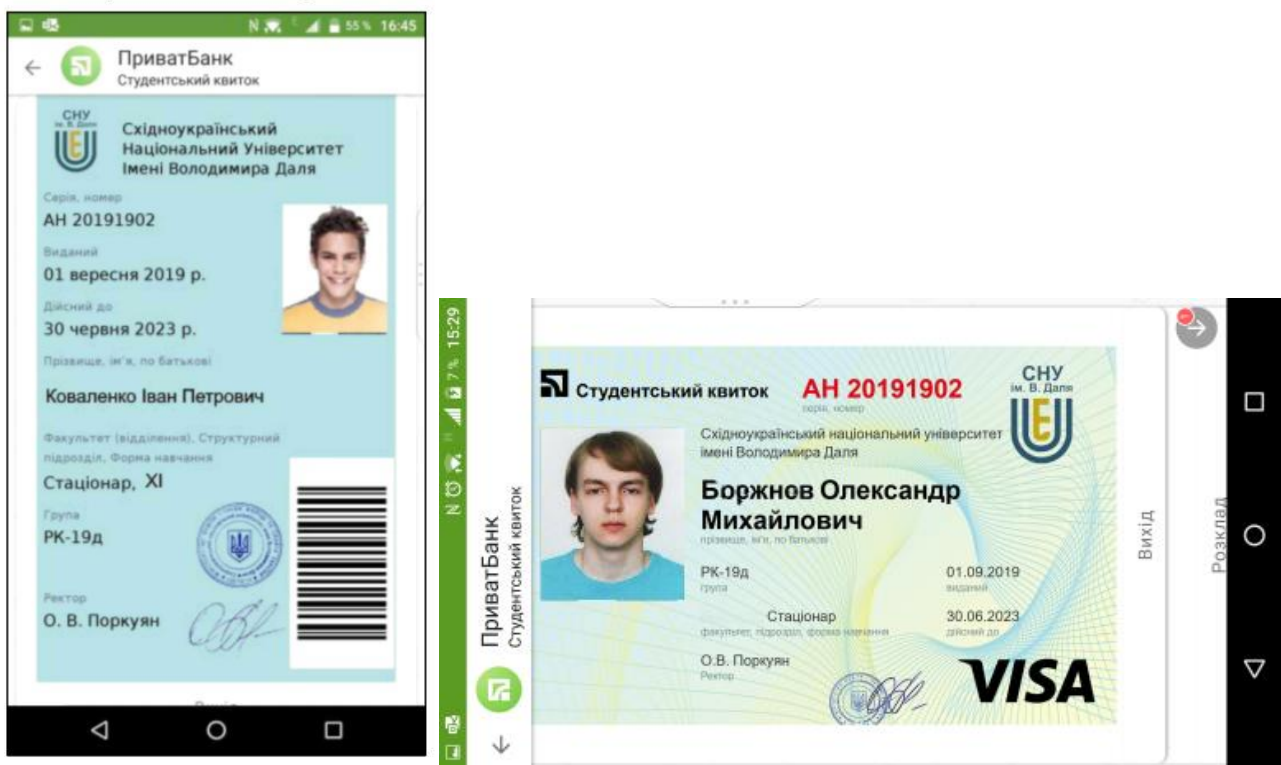 55 % 16:45
ПриватБанк
Студентський квиток
СНУ
ім. В. Даля
Східноукраїнський
Національний Університет
Імені Володимира Даля
Серія, номер
АН 20191902
Виданий
01 вересня 2019 р.
Дійсний до
30 червня 2023 р.
Прізвище, ім'я, по батькові
Коваленко Іван Петрович
Факультет (відділення), Структурний
підрозділ, Форма навчання
Стаціонар, XI
Група
РК-19д
Ректор
О. В. Поркуян
7 % 15:29
ПриватБанк
Студентський квиток
Студентський квиток АН 20191902
серія, номер
СНУ
ім. В. Даля
Східноукраїнський національний університет
імені Володимира Даля
Боржнов Олександр
Михайлович
прізвище, ім'я, по батькові
РК-19д 01.09.2019
група виданий
Стаціонар 30.06.2023
факультет, підрозділ, форма навчання дійсний до
О.В. Поркуян
Ректор
VISA
Вихід
Розклад